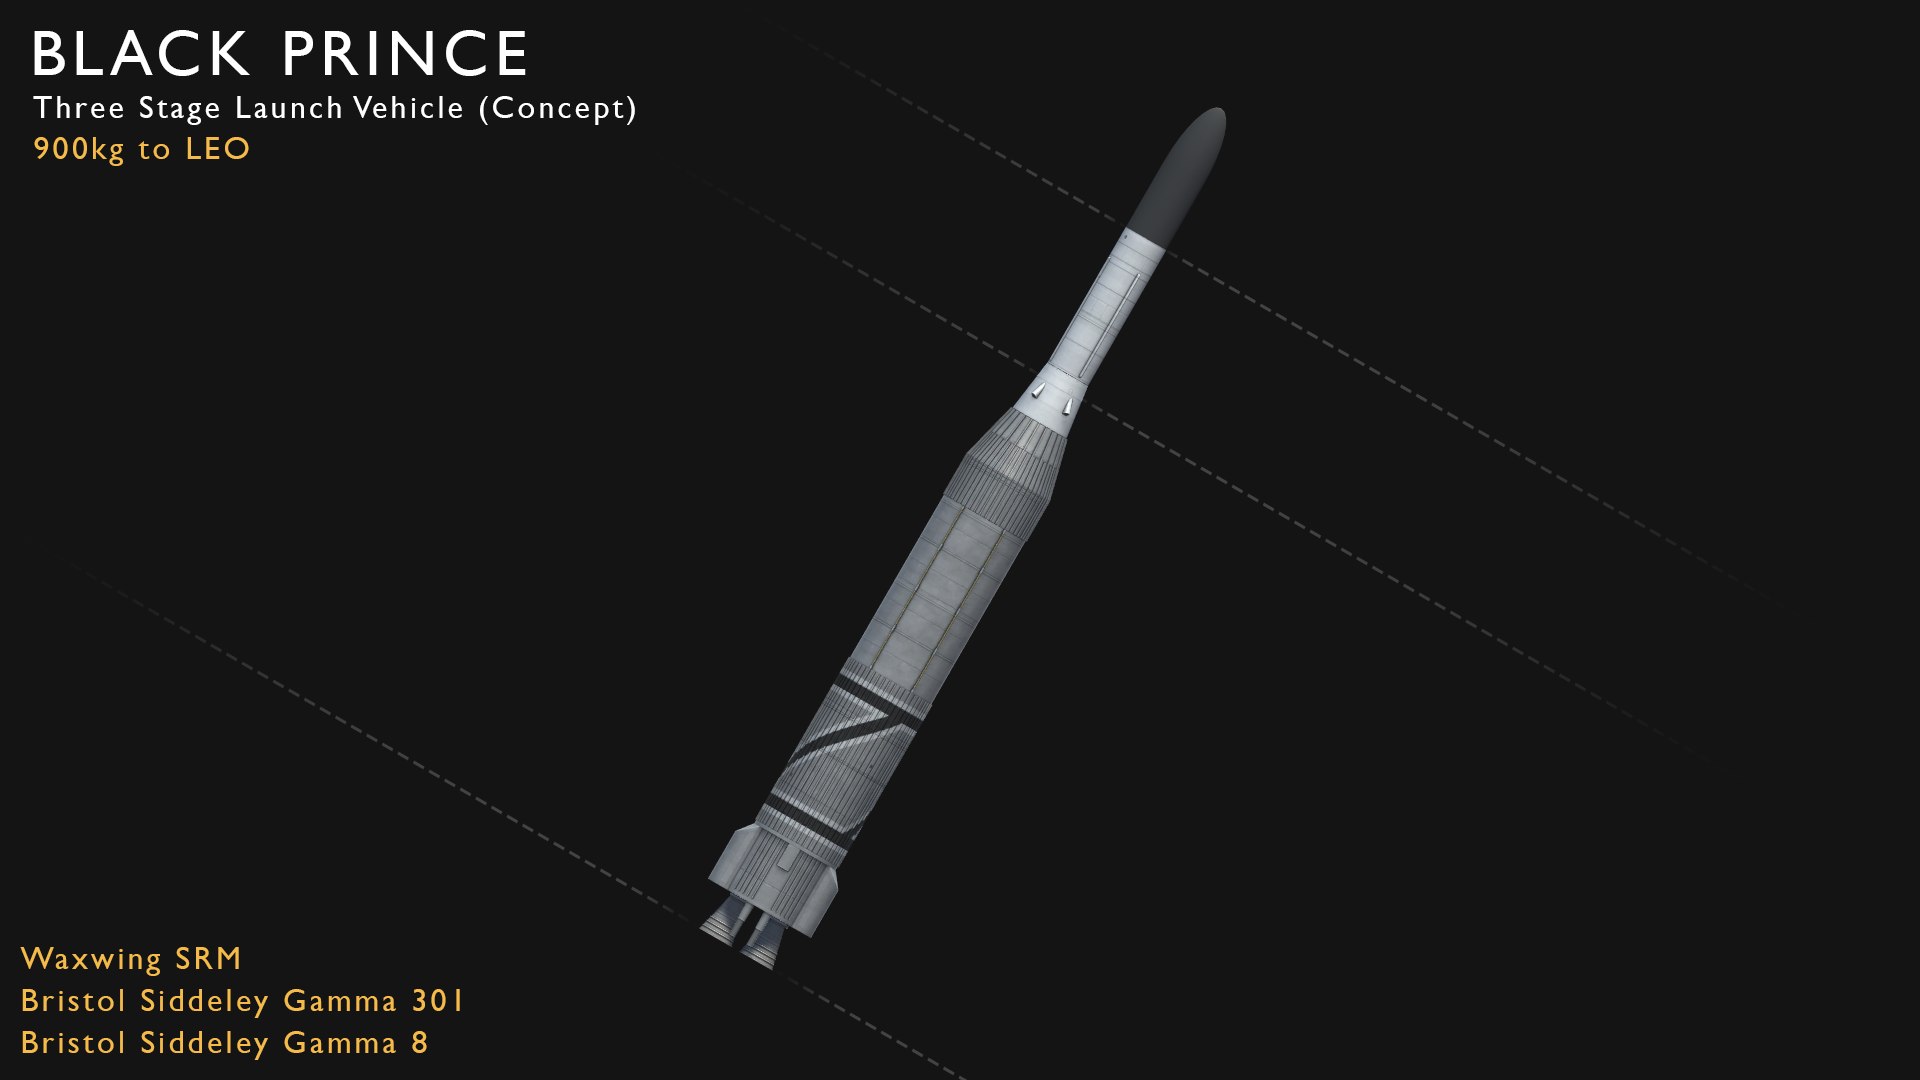 BLACK PRINCE
Three Stage Launch Vehicle (Concept)
900kg to LEO
Waxwing SRM
Bristol Siddeley Gamma 301
Bristol Siddeley Gamma 8